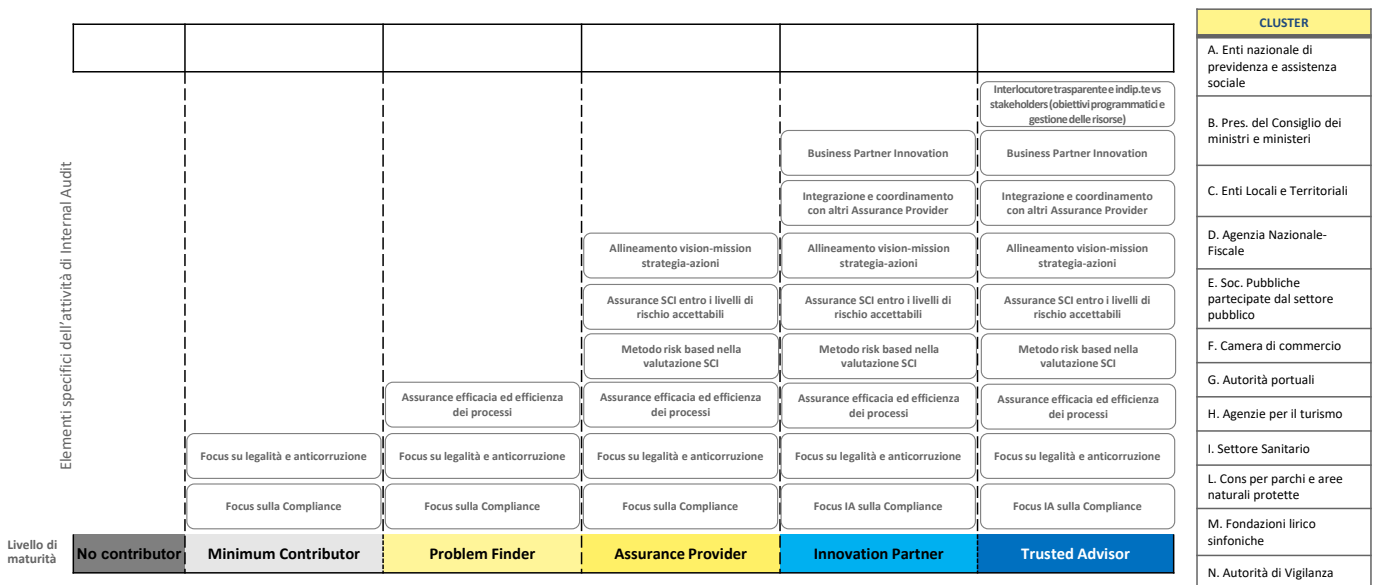 Elementi specifici dell'attività di Internal Audit
Interlocutore trasparente e indip.te vs
stakeholders (obiettivi programmatici e
gestione delle risorse)
Business Partner Innovation
Business Partner Innovation
Integrazione e coordinamento
con altri Assurance Provider
Integrazione e coordinamento
con altri Assurance Provider
Allineamento vision-mission
strategia-azioni
Allineamento vision-mission
strategia-azioni
Allineamento vision-mission
strategia-azioni
Assurance SCI entro i livelli di
rischio accettabili
Assurance SCI entro i livelli di
rischio accettabili
Assurance SCI entro i livelli di
rischio accettabili
Metodo risk based nella
valutazione SCI
Metodo risk based nella
valutazione SCI
Metodo risk based nella
valutazione SCI
Assurance efficacia ed efficienza
dei processi
Assurance efficacia ed efficienza
dei processi
Assurance efficacia ed efficienza
dei processi
Assurance efficacia ed efficienza
dei processi
Focus su legalità e anticorruzione
Focus su legalità e anticorruzione
Focus su legalità e anticorruzione
Focus su legalità e anticorruzione
Focus su legalità e anticorruzione
Focus sulla Compliance
Focus sulla Compliance
Focus sulla Compliance
Focus IA sulla Compliance
Focus IA sulla Compliance
Livello di
maturità
No contributor
Minimum Contributor
Problem Finder
Assurance Provider
Innovation Partner
Trusted Advisor
CLUSTER
A. Enti nazionale di
previdenza e assistenza
sociale
B. Pres. del Consiglio dei
ministri e ministeri
C. Enti Locali e Territoriali
D. Agenzia Nazionale-
Fiscale
E. Soc. Pubbliche
partecipate dal settore
pubblico
F. Camera di commercio
G. Autorità portuali
H. Agenzie per il turismo
I. Settore Sanitario
L. Cons per parchi e aree
naturali protette
M. Fondazioni lirico
sinfoniche
N. Autorità di Vigilanza